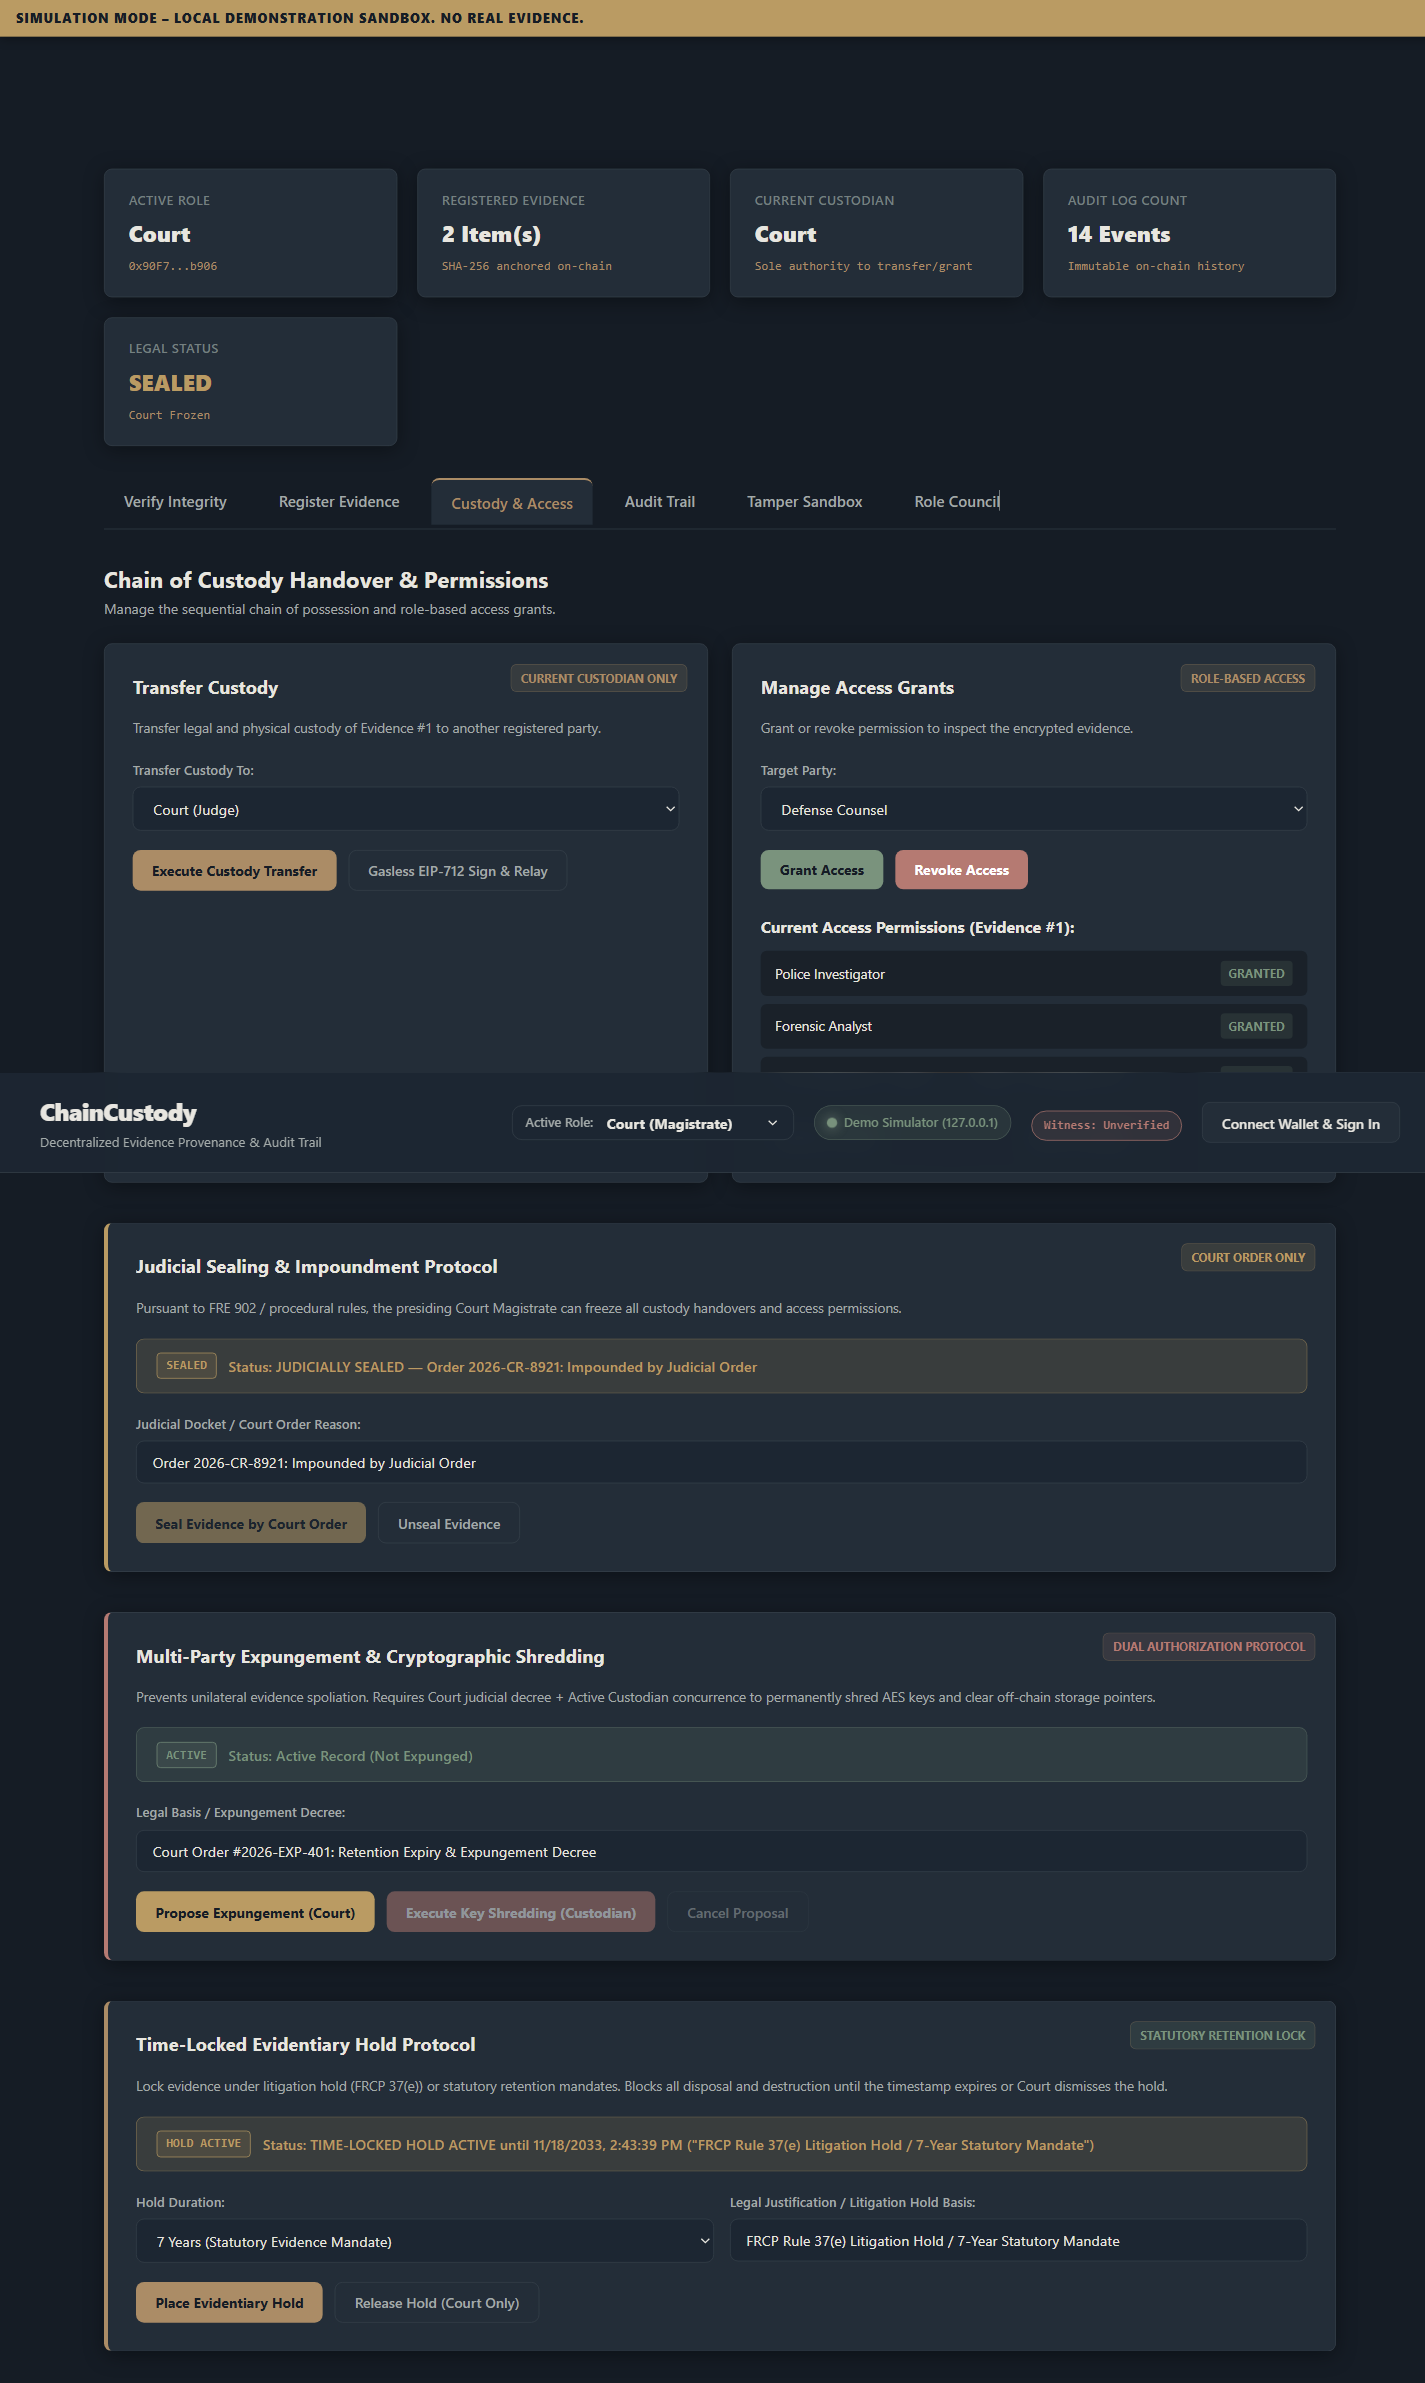 SIMULATION MODE – LOCAL DEMONSTRATION SANDBOX. NO REAL EVIDENCE.
ACTIVE ROLE
Court
0x90F7...b906
REGISTERED EVIDENCE
2 Item(s)
SHA-256 anchored on-chain
CURRENT CUSTODIAN
Court
Sole authority to transfer/grant
AUDIT LOG COUNT
14 Events
Immutable on-chain history
LEGAL STATUS
SEALED
Court Frozen
Verify Integrity
Register Evidence
Custody & Access
Audit Trail
Tamper Sandbox
Role Council
Chain of Custody Handover & Permissions
Manage the sequential chain of possession and role-based access grants.
Transfer Custody
CURRENT CUSTODIAN ONLY
Transfer legal and physical custody of Evidence #1 to another registered party.
Transfer Custody To:
Court (Judge)
Execute Custody Transfer
Gasless EIP-712 Sign & Relay
Manage Access Grants
ROLE-BASED ACCESS
Grant or revoke permission to inspect the encrypted evidence.
Target Party:
Defense Counsel
Grant Access
Revoke Access
Current Access Permissions (Evidence #1):
Police Investigator
GRANTED
Forensic Analyst
GRANTED
ChainCustody
Decentralized Evidence Provenance & Audit Trail
Active Role:
Court (Magistrate)
Demo Simulator (127.0.0.1)
Witness: Unverified
Connect Wallet & Sign In
Judicial Sealing & Impoundment Protocol
COURT ORDER ONLY
Pursuant to FRE 902 / procedural rules, the presiding Court Magistrate can freeze all custody handovers and access permissions.
SEALED
Status: JUDICIALLY SEALED — Order 2026-CR-8921: Impounded by Judicial Order
Judicial Docket / Court Order Reason:
Order 2026-CR-8921: Impounded by Judicial Order
Seal Evidence by Court Order
Unseal Evidence
Multi-Party Expungement & Cryptographic Shredding
DUAL AUTHORIZATION PROTOCOL
Prevents unilateral evidence spoliation. Requires Court judicial decree + Active Custodian concurrence to permanently shred AES keys and clear off-chain storage pointers.
ACTIVE
Status: Active Record (Not Expunged)
Legal Basis / Expungement Decree:
Court Order #2026-EXP-401: Retention Expiry & Expungement Decree
Propose Expungement (Court)
Execute Key Shredding (Custodian)
Cancel Proposal
Time-Locked Evidentiary Hold Protocol
STATUTORY RETENTION LOCK
Lock evidence under litigation hold (FRCP 37(e)) or statutory retention mandates. Blocks all disposal and destruction until the timestamp expires or Court dismisses the hold.
HOLD ACTIVE
Status: TIME-LOCKED HOLD ACTIVE until 11/18/2033, 2:43:39 PM ("FRCP Rule 37(e) Litigation Hold / 7-Year Statutory Mandate")
Hold Duration:
7 Years (Statutory Evidence Mandate)
Legal Justification / Litigation Hold Basis:
FRCP Rule 37(e) Litigation Hold / 7-Year Statutory Mandate
Place Evidentiary Hold
Release Hold (Court Only)